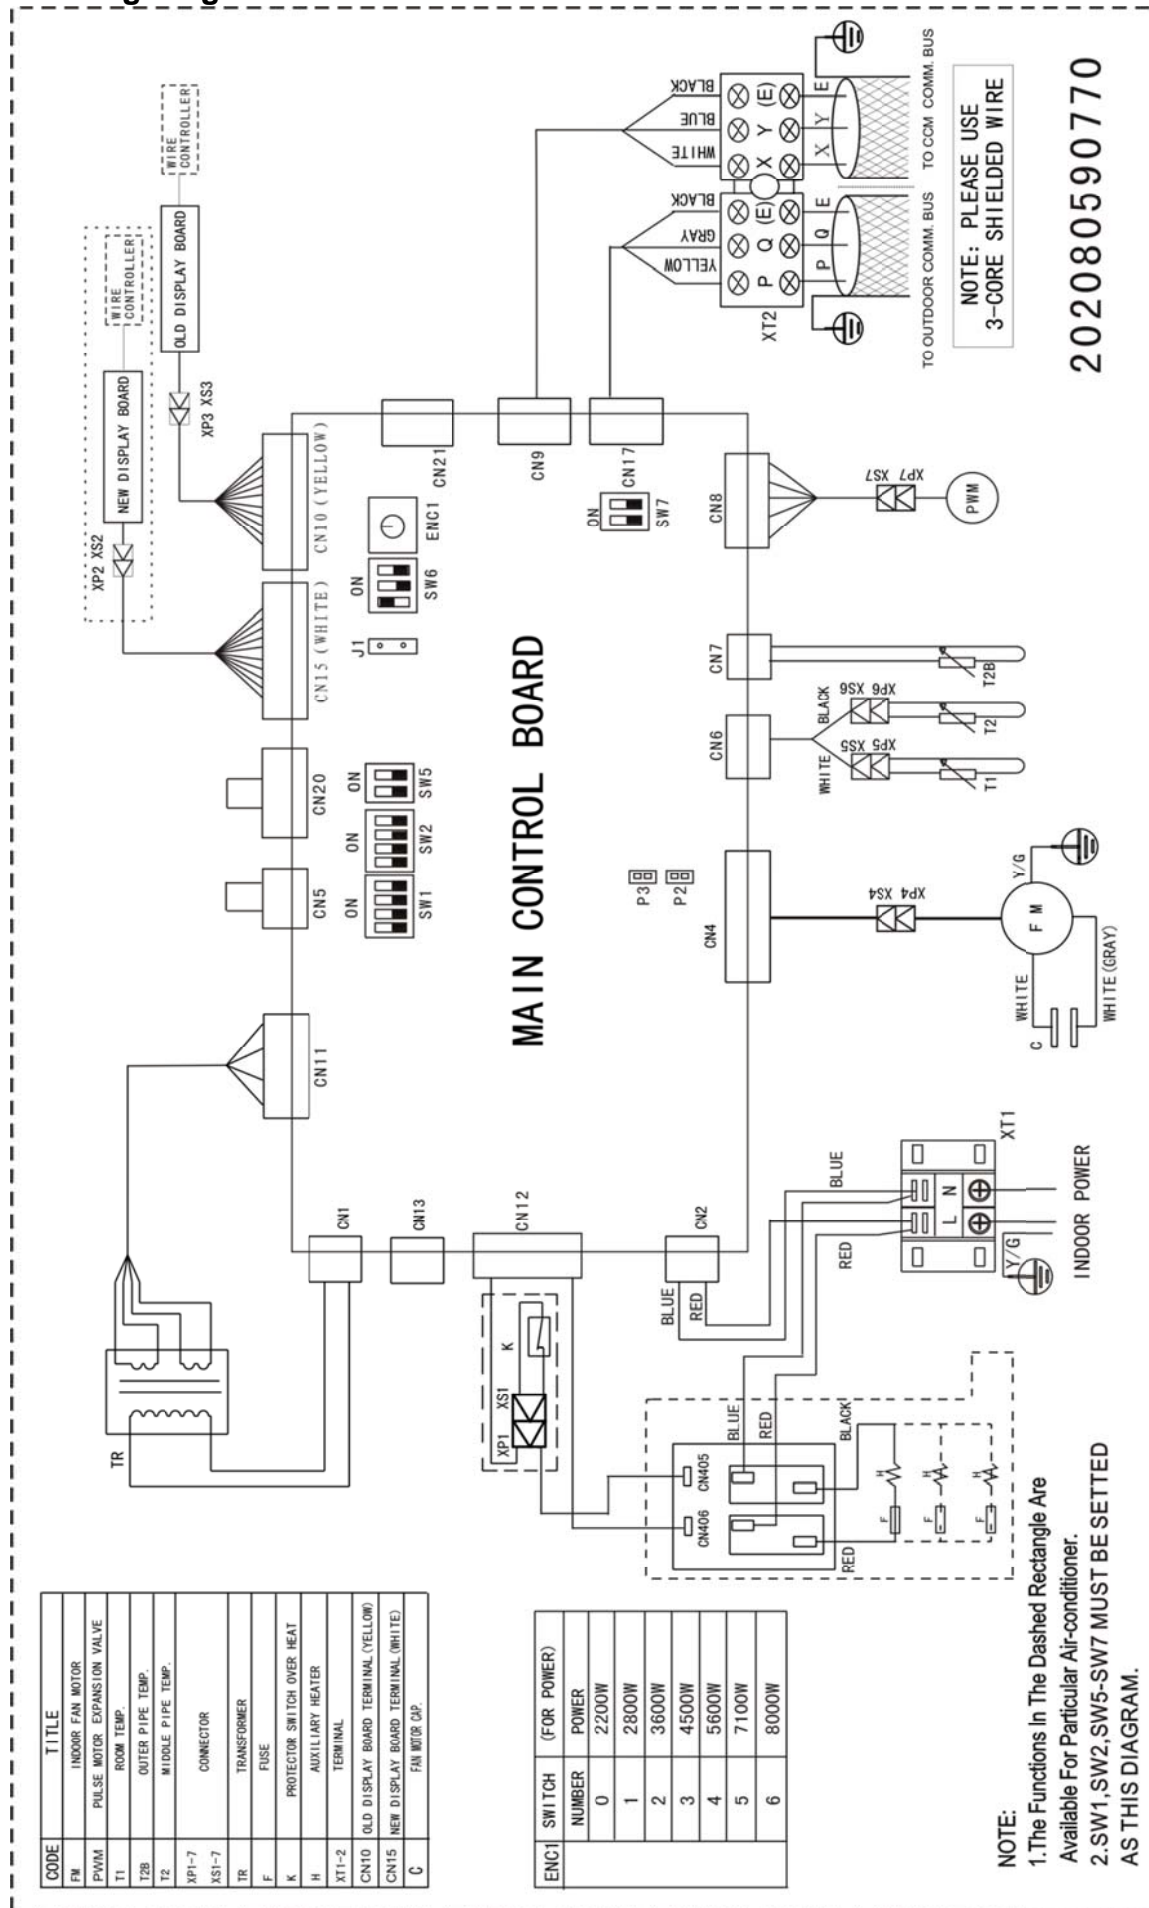 WIRE
CONTROLLER
WIRE
CONTROLLER
NEW DISPLAY BOARD
OLD DISPLAY BOARD
XP2 XS2
XP3 XS3
CN15 (WHITE)
CN10 (YELLOW)
CN11
CN5
CN20
CN21
CN9
CN17
ON
SW1
ON
SW2
ON
SW5
J1
ON
SW6
ENC1
ON
SW7
MAIN CONTROL BOARD
TR
CN1
CN13
CN12
CN2
XP1 XS1
K
P3
P2
CN4
CN6
CN7
CN8
WHITE
BLACK
XP5 XS5
XP6 XS6
T1
T2
T2B
XP7 XS7
PWM
XP4 XS4
F M
Y/G
WHITE
C
WHITE(GRAY)
YELLOW
GRAY
BLACK
WHITE
BLUE
BLACK
P Q (E)
X Y (E)
XT2
P Q E
X Y E
TO OUTDOOR COMM. BUS
TO CCM COMM. BUS
NOTE: PLEASE USE
3-CORE SHIELDED WIRE
202080590770
BLUE
RED
BLUE
RED
L N
XT1
Y/G
INDOOR POWER
CN406
CN405
BLUE
RED
BLACK
RED
F H
F H
F H
CODE TITLE
FM INDOOR FAN MOTOR
PWM PULSE MOTOR EXPANSION VALVE
T1 ROOM TEMP.
T2B OUTER PIPE TEMP.
T2 MIDDLE PIPE TEMP.
XP1-7
XS1-7 CONNECTOR
TR TRANSFORMER
F FUSE
K PROTECTOR SWITCH OVER HEAT
H AUXILIARY HEATER
XT1-2 TERMINAL
CN10 OLD DISPLAY BOARD TERMINAL(YELLOW)
CN15 NEW DISPLAY BOARD TERMINAL(WHITE)
C FAN MOTOR CAP.
ENC1 SWITCH (FOR POWER)
NUMBER POWER
0 2200W
1 2800W
2 3600W
3 4500W
4 5600W
5 7100W
6 8000W
NOTE:
1.The Functions In The Dashed Rectangle Are
Available For Particular Air-conditioner.
2.SW1,SW2,SW5-SW7 MUST BE SETTED
AS THIS DIAGRAM.